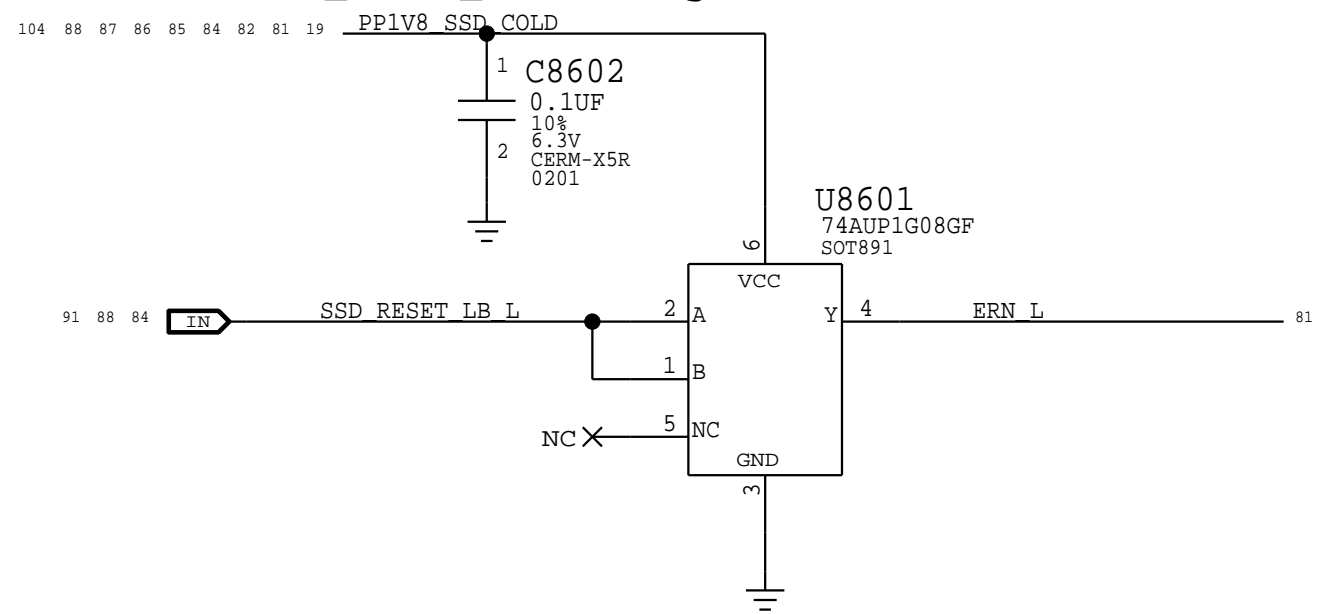 104 88 87 86 85 84 82 81 19 PP1V8_SSD_COLD
1 C8602
0.1UF
10%
6.3V
2 CERM-X5R
0201
U8601
74AUP1G08GF
SOT891
6
VCC
91 88 84 IN SSD_RESET_LB_L 2 A Y 4 ERN_L 81
1 B
NC 5 NC
GND
3